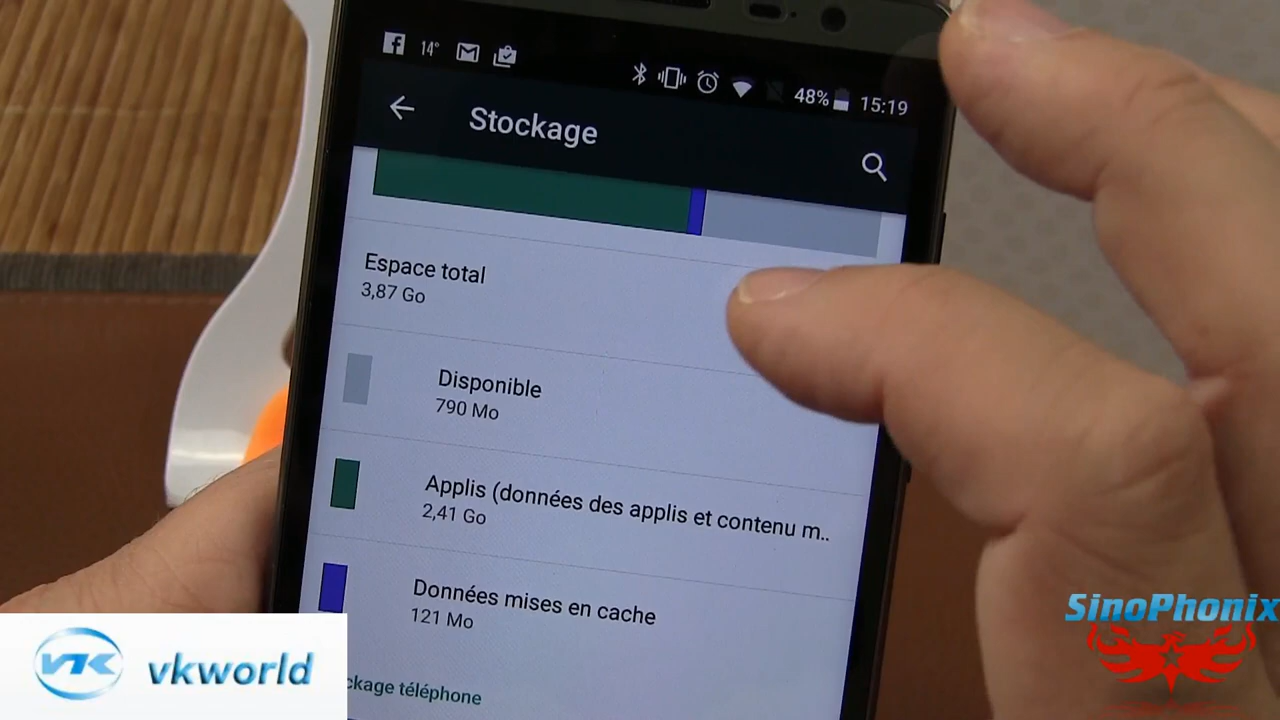 14°
48% 15:19
Stockage
Espace total
3,87 Go
Disponible
790 Mo
Applis (données des applis et contenu m..
2,41 Go
Données mises en cache
121 Mo
ckage téléphone
VTK vkworld
SinoPhonix